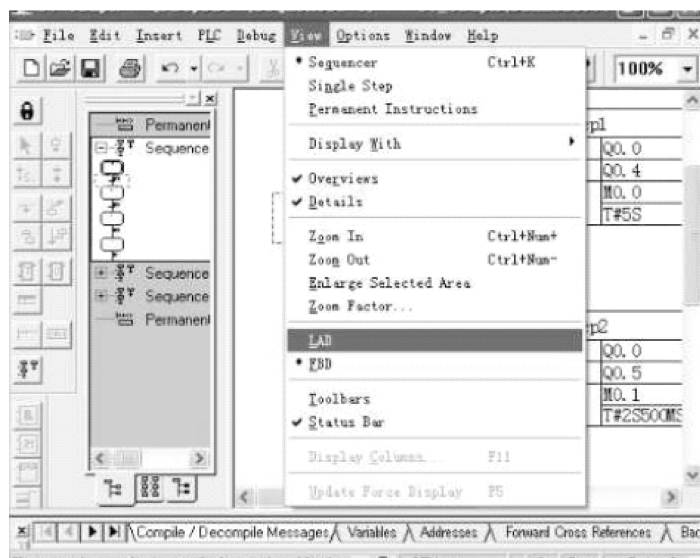 File Edit Insert PLC Debug View Options Window Help
100%
Sequencer Ctrl+K
Single Step
Permanent Instructions
Display With
Overviews
Details
Zoom In Ctrl+Num+
Zoom Out Ctrl+Num-
Enlarge Selected Area
Zoom Factor...
LAD
FBD
Toolbars
Status Bar
Display Columns... F11
Update Force Display F5
Permanent
Sequence
Sequence
Sequence
Permanent
Q0.0
Q0.4
M0.0
T#5S
Q0.0
Q0.5
M0.1
T#2S500MS
Compile / Decompile Messages Variables Addresses Forward Cross References